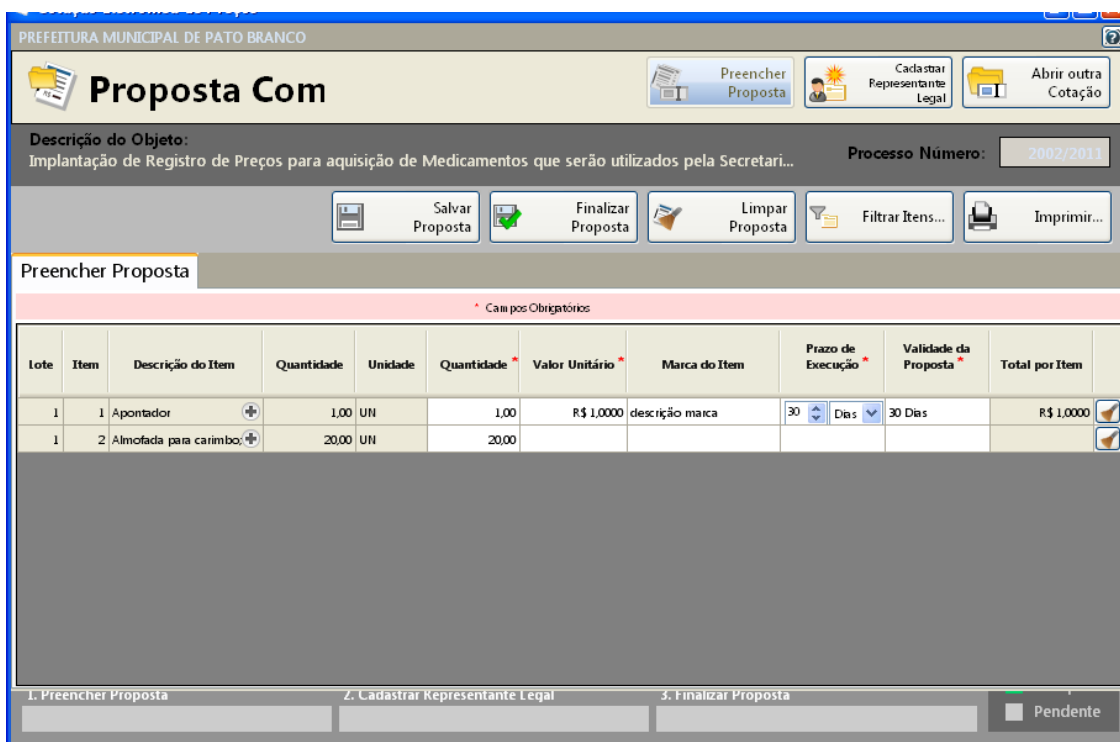 PREFEITURA MUNICIPAL DE PATO BRANCO
Proposta Com
Preencher Proposta
Cadastrar Representante Legal
Abrir outra Cotação
Descrição do Objeto:
Implantação de Registro de Preços para aquisição de Medicamentos que serão utilizados pela Secretari...
Processo Número: 2002/2011
Salvar Proposta
Finalizar Proposta
Limpar Proposta
Filtrar Itens...
Imprimir...
Preencher Proposta
* Campos Obrigatórios
Lote Item Descrição do Item Quantidade Unidade Quantidade * Valor Unitário * Marca do Item Prazo de Execução * Validade da Proposta * Total por Item
1 1 Apontador 1,00 UN 1,00 R$ 1,0000 descrição marca 30 Dias 30 Dias R$ 1,0000
1 2 Almofada para carimbo; 20,00 UN 20,00
1. Preencher Proposta 2. Cadastrar Representante Legal 3. Finalizar Proposta
Pendente